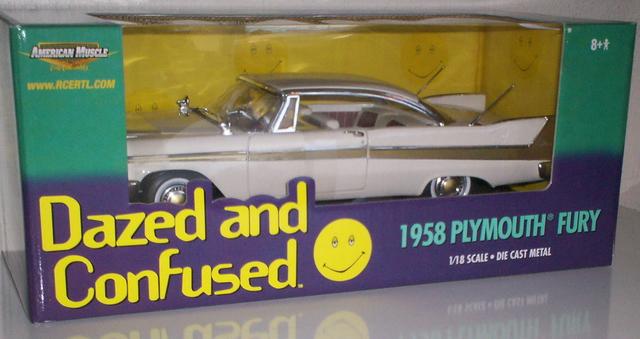 AMERICAN MUSCLE
WWW.RCERTL.COM
8+
Dazed and
Confused.
1958 PLYMOUTH® FURY
1/18 SCALE • DIE CAST METAL